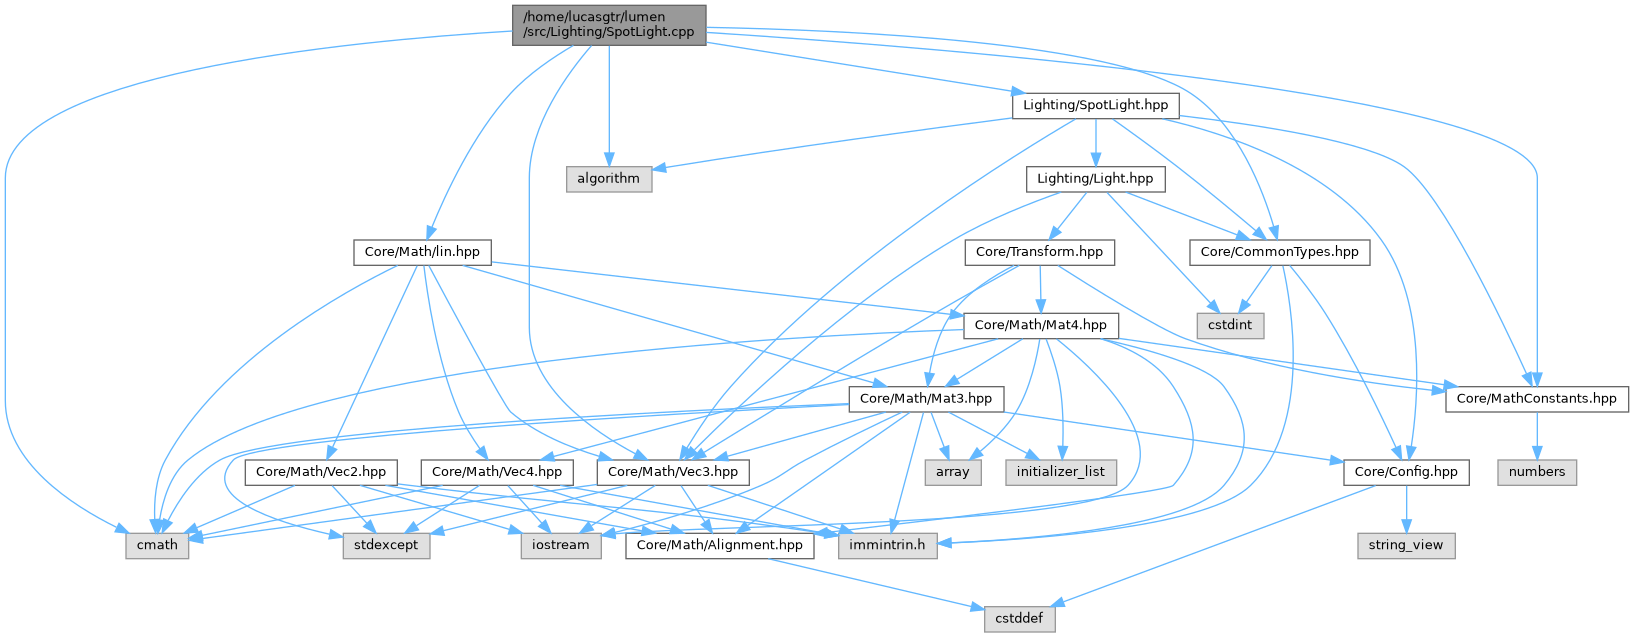 /home/lucasgtr/lumen
/src/Lighting/SpotLight.cpp
Lighting/SpotLight.hpp
algorithm
Lighting/Light.hpp
Core/Math/lin.hpp
Core/Transform.hpp
Core/CommonTypes.hpp
Core/Math/Mat4.hpp
cstdint
Core/Math/Mat3.hpp
Core/MathConstants.hpp
Core/Math/Vec2.hpp
Core/Math/Vec4.hpp
Core/Math/Vec3.hpp
array
initializer_list
Core/Config.hpp
numbers
cmath
stdexcept
iostream
Core/Math/Alignment.hpp
immintrin.h
string_view
cstddef